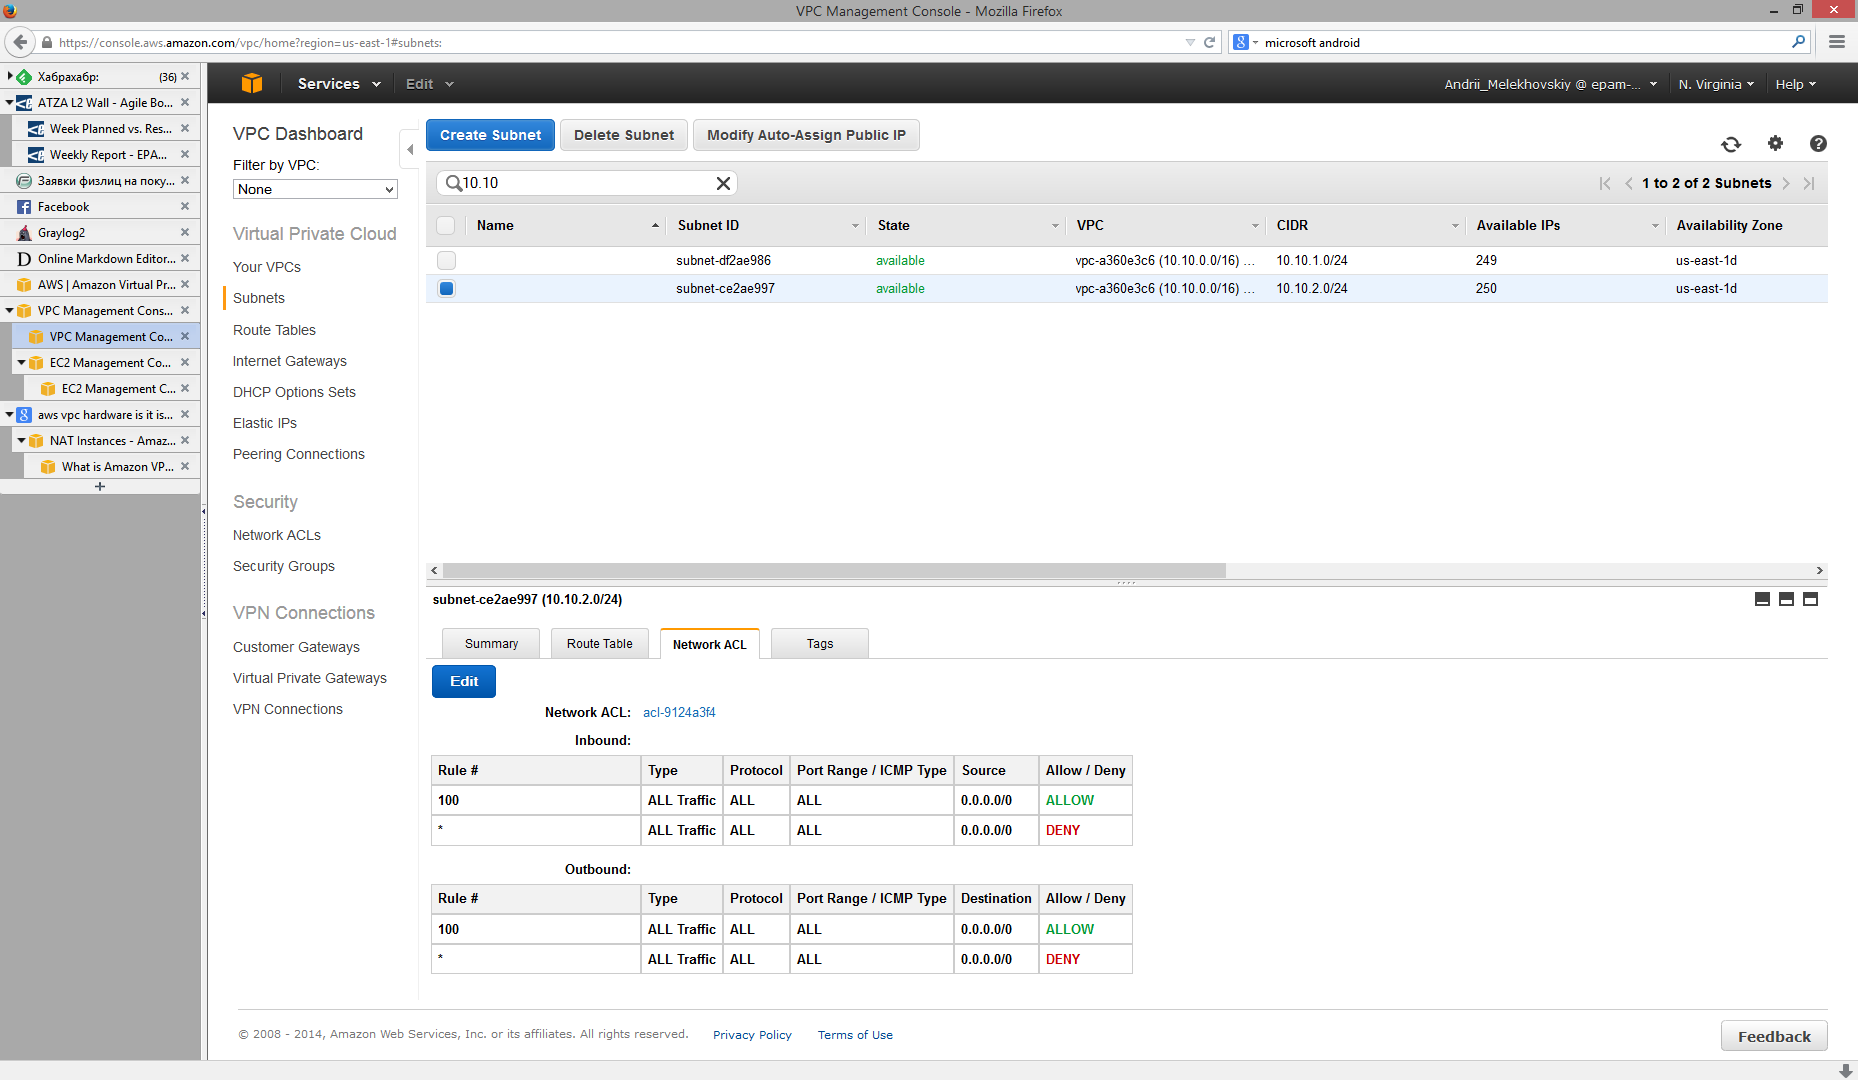 VPC Management Console - Mozilla Firefox
https://console.aws.amazon.com/vpc/home?region=us-east-1#subnets:
microsoft android
Хабрахабр: (36)
ATZA L2 Wall - Agile Bo...
Week Planned vs. Res...
Weekly Report - EPA...
Заявки физлиц на поку...
Facebook
Graylog2
Online Markdown Editor...
AWS | Amazon Virtual Pr...
VPC Management Cons...
VPC Management Co...
EC2 Management Co...
EC2 Management C...
aws vpc hardware is it is...
NAT Instances - Amaz...
What is Amazon VP...
Services Edit
Andrii_Melekhovskiy @ epam-... N. Virginia Help
VPC Dashboard
Filter by VPC:
None
Virtual Private Cloud
Your VPCs
Subnets
Route Tables
Internet Gateways
DHCP Options Sets
Elastic IPs
Peering Connections
Security
Network ACLs
Security Groups
VPN Connections
Customer Gateways
Virtual Private Gateways
VPN Connections
Create Subnet Delete Subnet Modify Auto-Assign Public IP
10.10
1 to 2 of 2 Subnets
Name Subnet ID State VPC CIDR Available IPs Availability Zone
subnet-df2ae986 available vpc-a360e3c6 (10.10.0.0/16) ... 10.10.1.0/24 249 us-east-1d
subnet-ce2ae997 available vpc-a360e3c6 (10.10.0.0/16) ... 10.10.2.0/24 250 us-east-1d
subnet-ce2ae997 (10.10.2.0/24)
Summary Route Table Network ACL Tags
Edit
Network ACL: acl-9124a3f4
Inbound:
Rule # Type Protocol Port Range / ICMP Type Source Allow / Deny
100 ALL Traffic ALL ALL 0.0.0.0/0 ALLOW
* ALL Traffic ALL ALL 0.0.0.0/0 DENY
Outbound:
Rule # Type Protocol Port Range / ICMP Type Destination Allow / Deny
100 ALL Traffic ALL ALL 0.0.0.0/0 ALLOW
* ALL Traffic ALL ALL 0.0.0.0/0 DENY
© 2008 - 2014, Amazon Web Services, Inc. or its affiliates. All rights reserved. Privacy Policy Terms of Use
Feedback